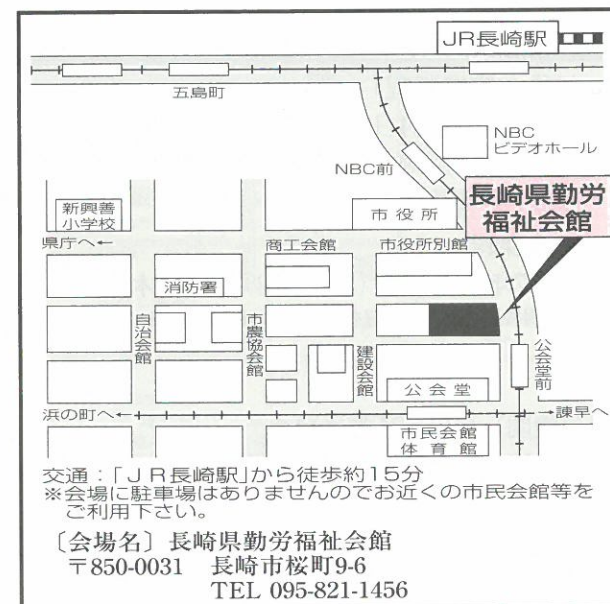 JR長崎駅
五島町
NBC
ビデオホール
NBC前
長崎県勤労
福祉会館
新興善
小学校
市役所
県庁へ←
商工会館
市役所別館
消防署
自治会館
市農協会館
建設会館
公会堂前
公会堂
浜の町へ←
→諫早へ
市民会館
体育館
交通：「JR長崎駅」から徒歩約15分
※会場に駐車場はありませんのでお近くの市民会館等を
ご利用下さい。
〔会場名〕長崎県勤労福祉会館
〒850-0031　長崎市桜町9-6
TEL 095-821-1456